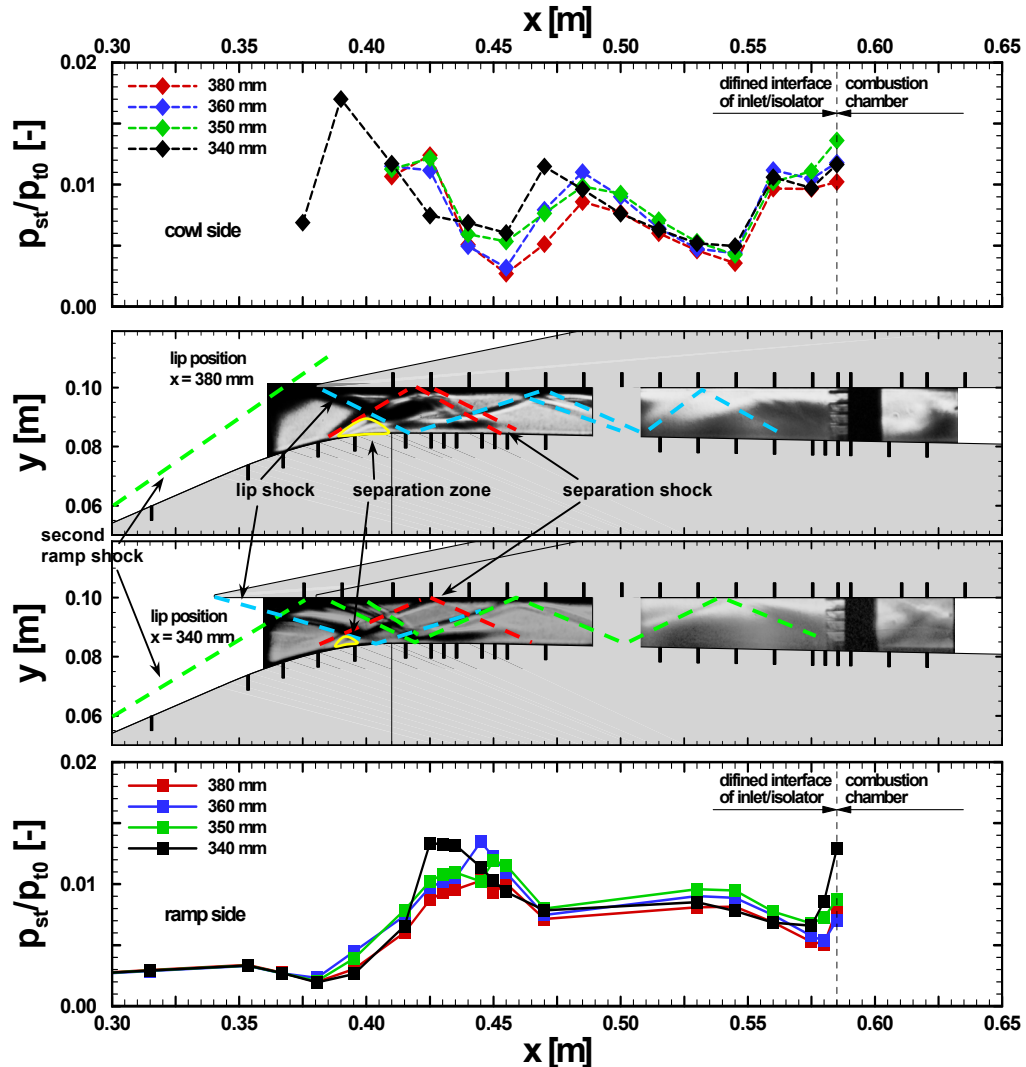 x [m]
0.30 0.35 0.40 0.45 0.50 0.55 0.60 0.65
0.02
0.01
0.00
p_st/p_t0 [-]
380 mm
360 mm
350 mm
340 mm
difined interface
of inlet/isolator
combustion
chamber
cowl side
0.10
0.08
0.06
y [m]
lip position
x = 380 mm
lip shock
separation zone
separation shock
second
ramp shock
0.10
0.08
0.06
y [m]
lip position
x = 340 mm
0.02
0.01
0.00
p_st/p_t0 [-]
380 mm
360 mm
350 mm
340 mm
difined interface
of inlet/isolator
combustion
chamber
ramp side
0.30 0.35 0.40 0.45 0.50 0.55 0.60 0.65
x [m]